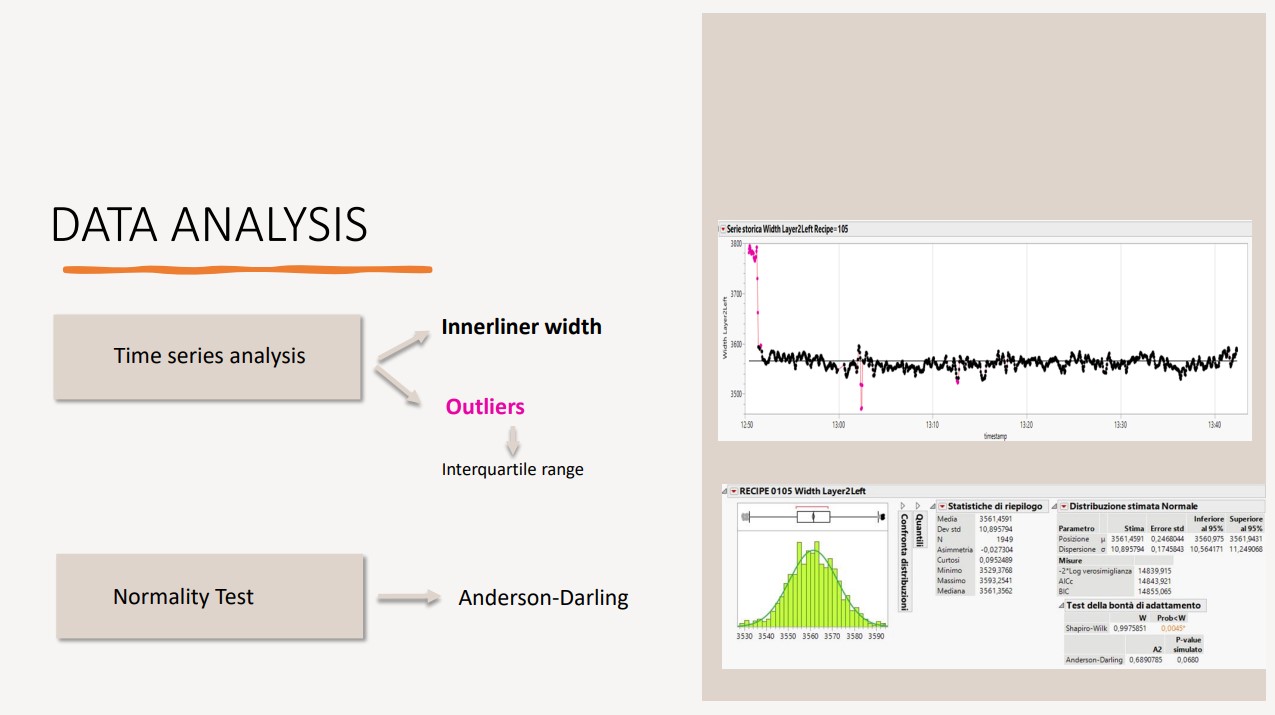 DATA ANALYSIS
Time series analysis
Innerliner width
Outliers
Interquartile range
Normality Test
Anderson-Darling
Serie storica Width Layer2Left Recipe=105
Width Layer2Left
3800
3700
3600
3500
12:50 13:00 13:10 13:20 13:30 13:40
timestamp
RECIPE 0105 Width Layer2Left
3530 3540 3550 3560 3570 3580 3590
Confronta distribuzioni
Quantili
Statistiche di riepilogo
Media 3561,4591
Dev std 10,895794
N 1949
Asimmetria -0,027304
Curtosi 0,0952489
Minimo 3529,3768
Massimo 3593,2541
Mediana 3561,3562
Distribuzione stimata Normale
Inferiore Superiore
Parametro Stima Errore std al 95% al 95%
Posizione μ 3561,4591 0,2468044 3560,975 3561,9431
Dispersione σ 10,895794 0,1745843 10,564171 11,249068
Misure
-2*Log verosimiglianza 14839,915
AICc 14843,921
BIC 14855,065
Test della bontà di adattamento
W Prob<W
Shapiro-Wilk 0,9975851 0,0045*
P-value
A2 simulato
Anderson-Darling 0,6890785 0,0680